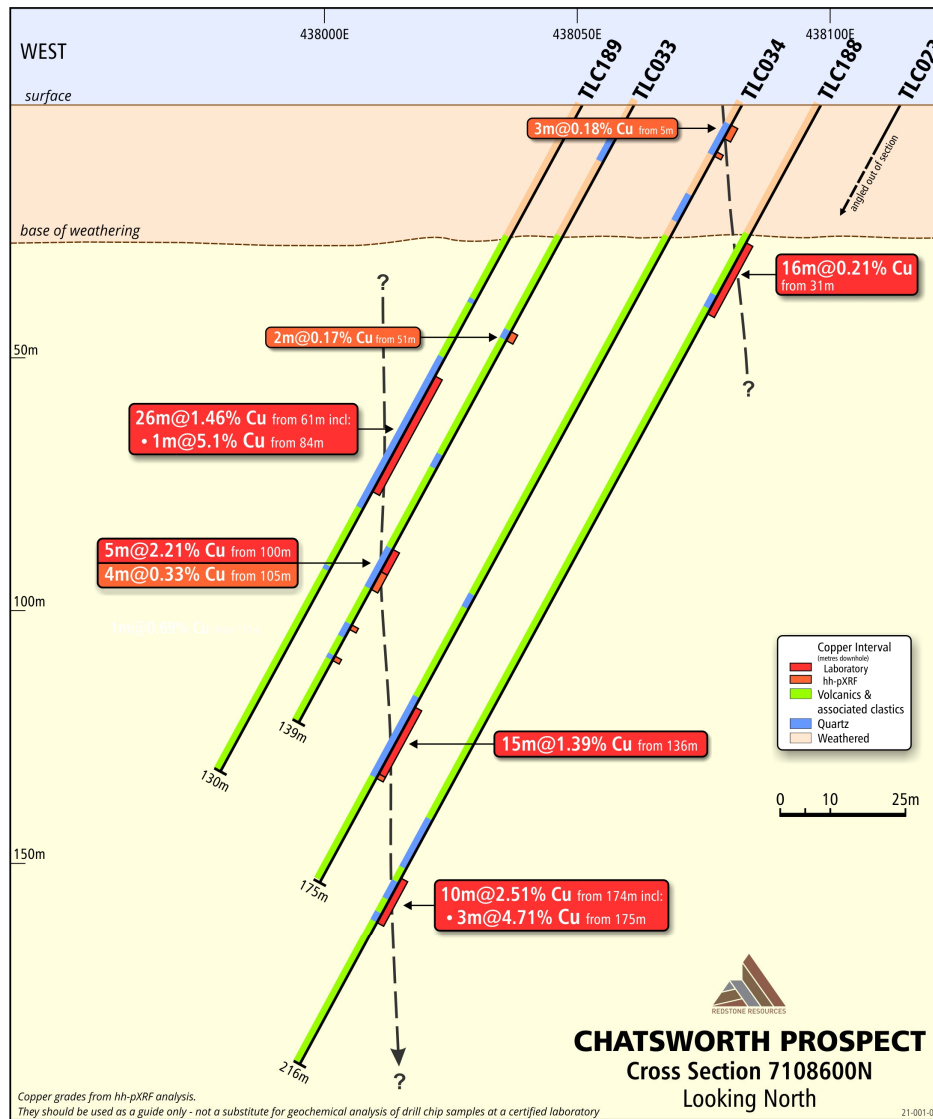 438000E
438050E
438100E
WEST
TLC189
TLC033
TLC034
TLC188
surface
3m@0.18% Cu from 5m
angled out of section
base of weathering
16m@0.21% Cu
from 31m
?
2m@0.17% Cu from 51m
50m
?
26m@1.46% Cu from 61m incl:
• 1m@5.1% Cu from 84m
5m@2.21% Cu from 100m
4m@0.33% Cu from 105m
100m
Copper Interval
(metres downhole)
Laboratory
hh-pXRF
Volcanics &
associated clastics
Quartz
Weathered
139m
15m@1.39% Cu from 136m
130m
0 10 25m
150m
175m
10m@2.51% Cu from 174m incl:
• 3m@4.71% Cu from 175m
REDSTONE RESOURCES
CHATSWORTH PROSPECT
Cross Section 7108600N
Looking North
216m
?
Copper grades from hh-pXRF analysis.
They should be used as a guide only - not a substitute for geochemical analysis of drill chip samples at a certified laboratory